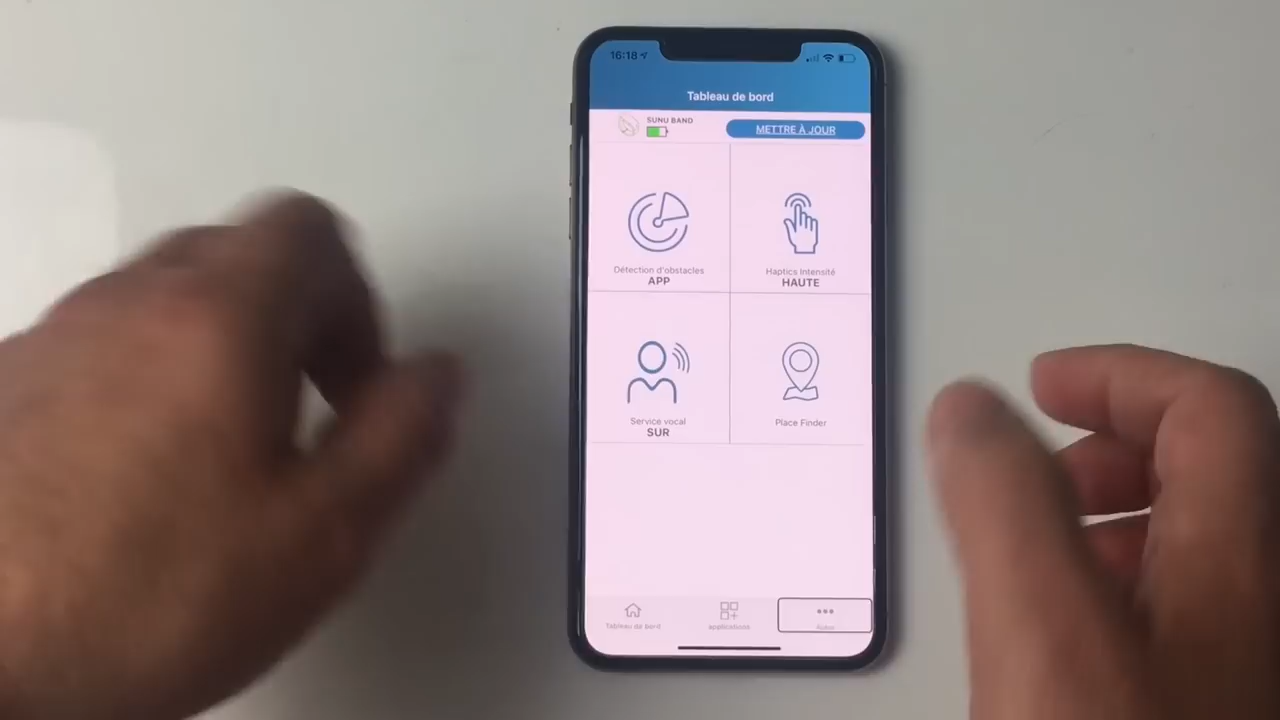 16:18
Tableau de bord
SUNU BAND
METTRE À JOUR
Détection d'obstacles
APP
Haptics Intensité
HAUTE
Service vocal
SUR
Place Finder
Tableau de bord
applications